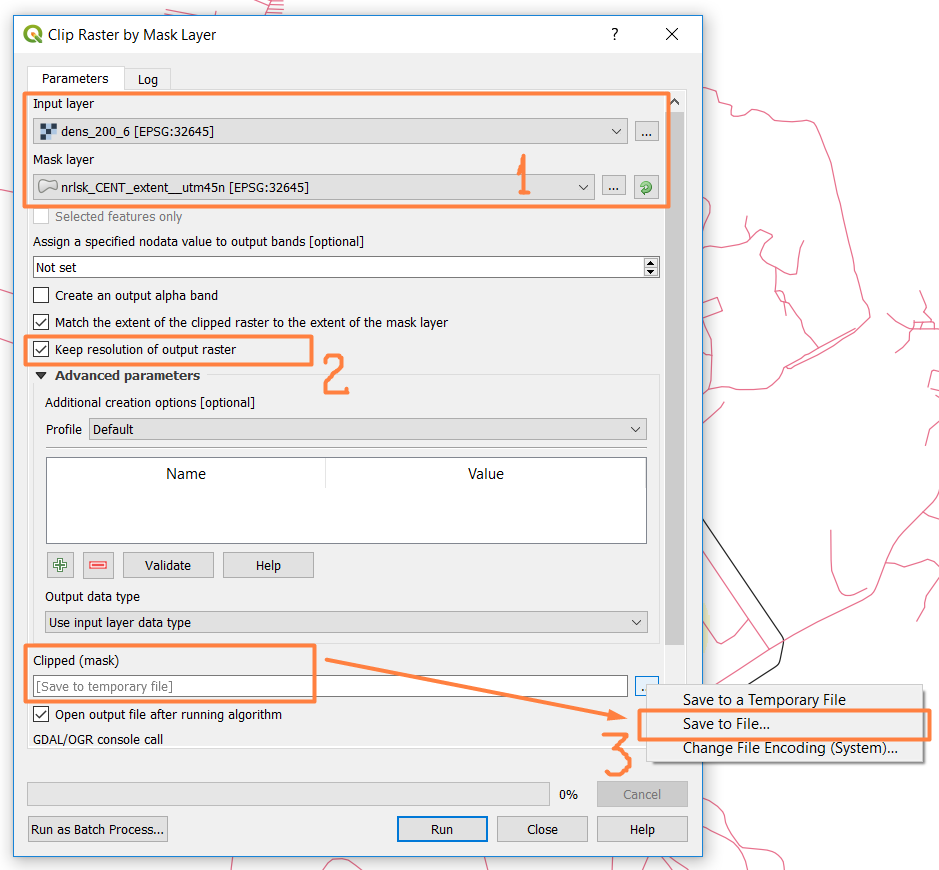 Clip Raster by Mask Layer
?
Parameters
Log
Input layer
dens_200_6 [EPSG:32645]
...
Mask layer
1
nrlsk_CENT_extent__utm45n [EPSG:32645]
...
Selected features only
Assign a specified nodata value to output bands [optional]
Not set
Create an output alpha band
Match the extent of the clipped raster to the extent of the mask layer
Keep resolution of output raster
2
Advanced parameters
Additional creation options [optional]
Profile Default
Name Value
Validate Help
Output data type
Use input layer data type
Clipped (mask)
[Save to temporary file]
Save to a Temporary File
Open output file after running algorithm
Save to File...
GDAL/OGR console call
3
Change File Encoding (System)...
0%
Cancel
Run as Batch Process...
Run
Close
Help